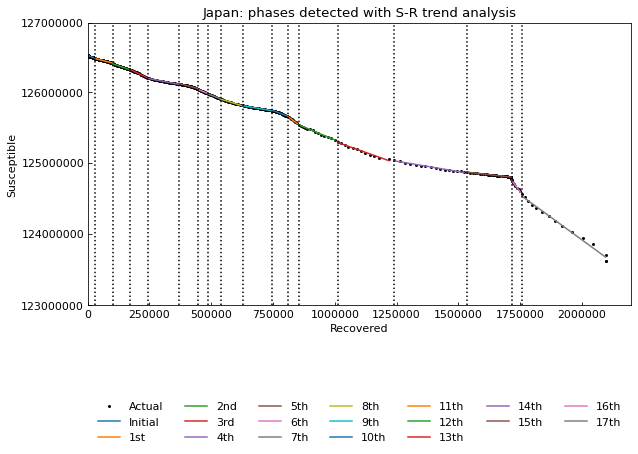 Japan: phases detected with S-R trend analysis
127000000
126000000
125000000
124000000
123000000
Susceptible
0 250000 500000 750000 1000000 1250000 1500000 1750000 2000000
Recovered
Actual 2nd 5th 8th 11th 14th 16th
Initial 3rd 6th 9th 12th 15th 17th
1st 4th 7th 10th 13th